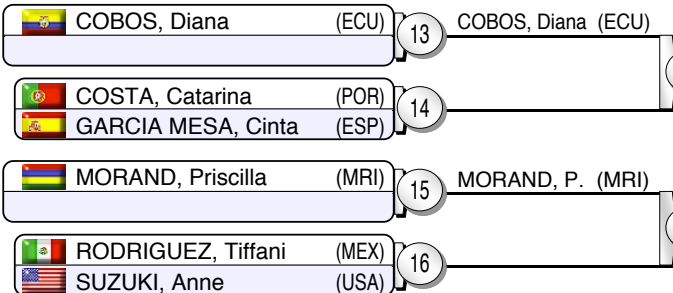 COBOS, Diana (ECU) 13 COBOS, Diana (ECU)
COSTA, Catarina (POR) 14
GARCIA MESA, Cinta (ESP)
MORAND, Priscilla (MRI) 15 MORAND, P. (MRI)
RODRIGUEZ, Tiffani (MEX) 16
SUZUKI, Anne (USA)